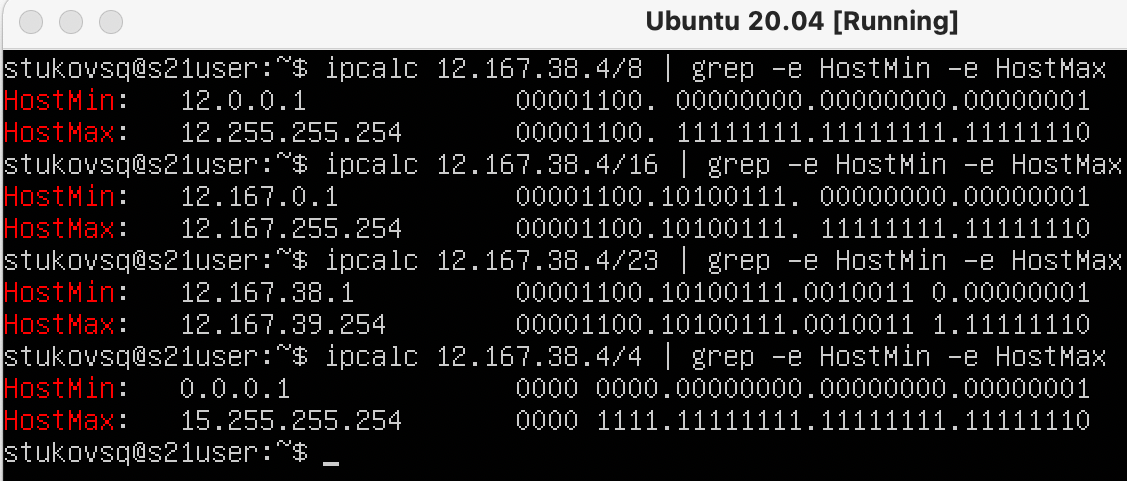 Ubuntu 20.04 [Running]
stukovsq@s21user:~$ ipcalc 12.167.38.4/8 | grep -e HostMin -e HostMax
HostMin:   12.0.0.1             00001100. 00000000.00000000.00000001
HostMax:   12.255.255.254       00001100. 11111111.11111111.11111110
stukovsq@s21user:~$ ipcalc 12.167.38.4/16 | grep -e HostMin -e HostMax
HostMin:   12.167.0.1           00001100.10100111. 00000000.00000001
HostMax:   12.167.255.254       00001100.10100111. 11111111.11111110
stukovsq@s21user:~$ ipcalc 12.167.38.4/23 | grep -e HostMin -e HostMax
HostMin:   12.167.38.1          00001100.10100111.0010011 0.00000001
HostMax:   12.167.39.254        00001100.10100111.0010011 1.11111110
stukovsq@s21user:~$ ipcalc 12.167.38.4/4 | grep -e HostMin -e HostMax
HostMin:   0.0.0.1              0000 0000.00000000.00000000.00000001
HostMax:   15.255.255.254       0000 1111.11111111.11111111.11111110
stukovsq@s21user:~$ _